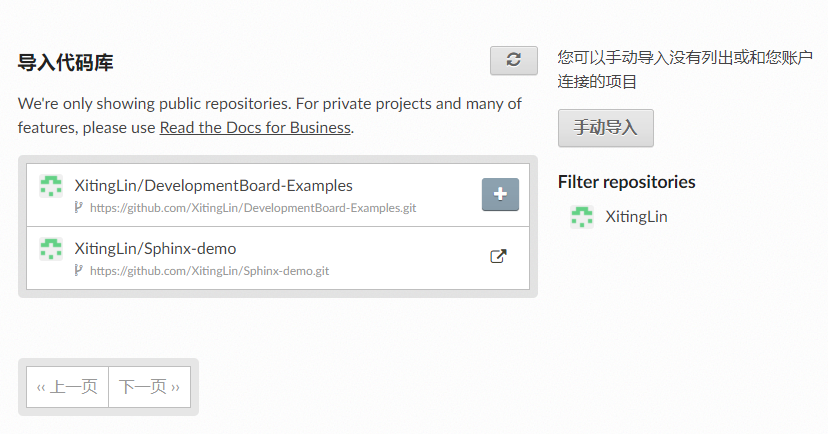 导入代码库
We're only showing public repositories. For private projects and many of
features, please use Read the Docs for Business.
XitingLin/DevelopmentBoard-Examples
https://github.com/XitingLin/DevelopmentBoard-Examples.git
XitingLin/Sphinx-demo
https://github.com/XitingLin/Sphinx-demo.git
‹‹ 上一页
下一页 ››
您可以手动导入没有列出或和您账户
连接的项目
手动导入
Filter repositories
XitingLin